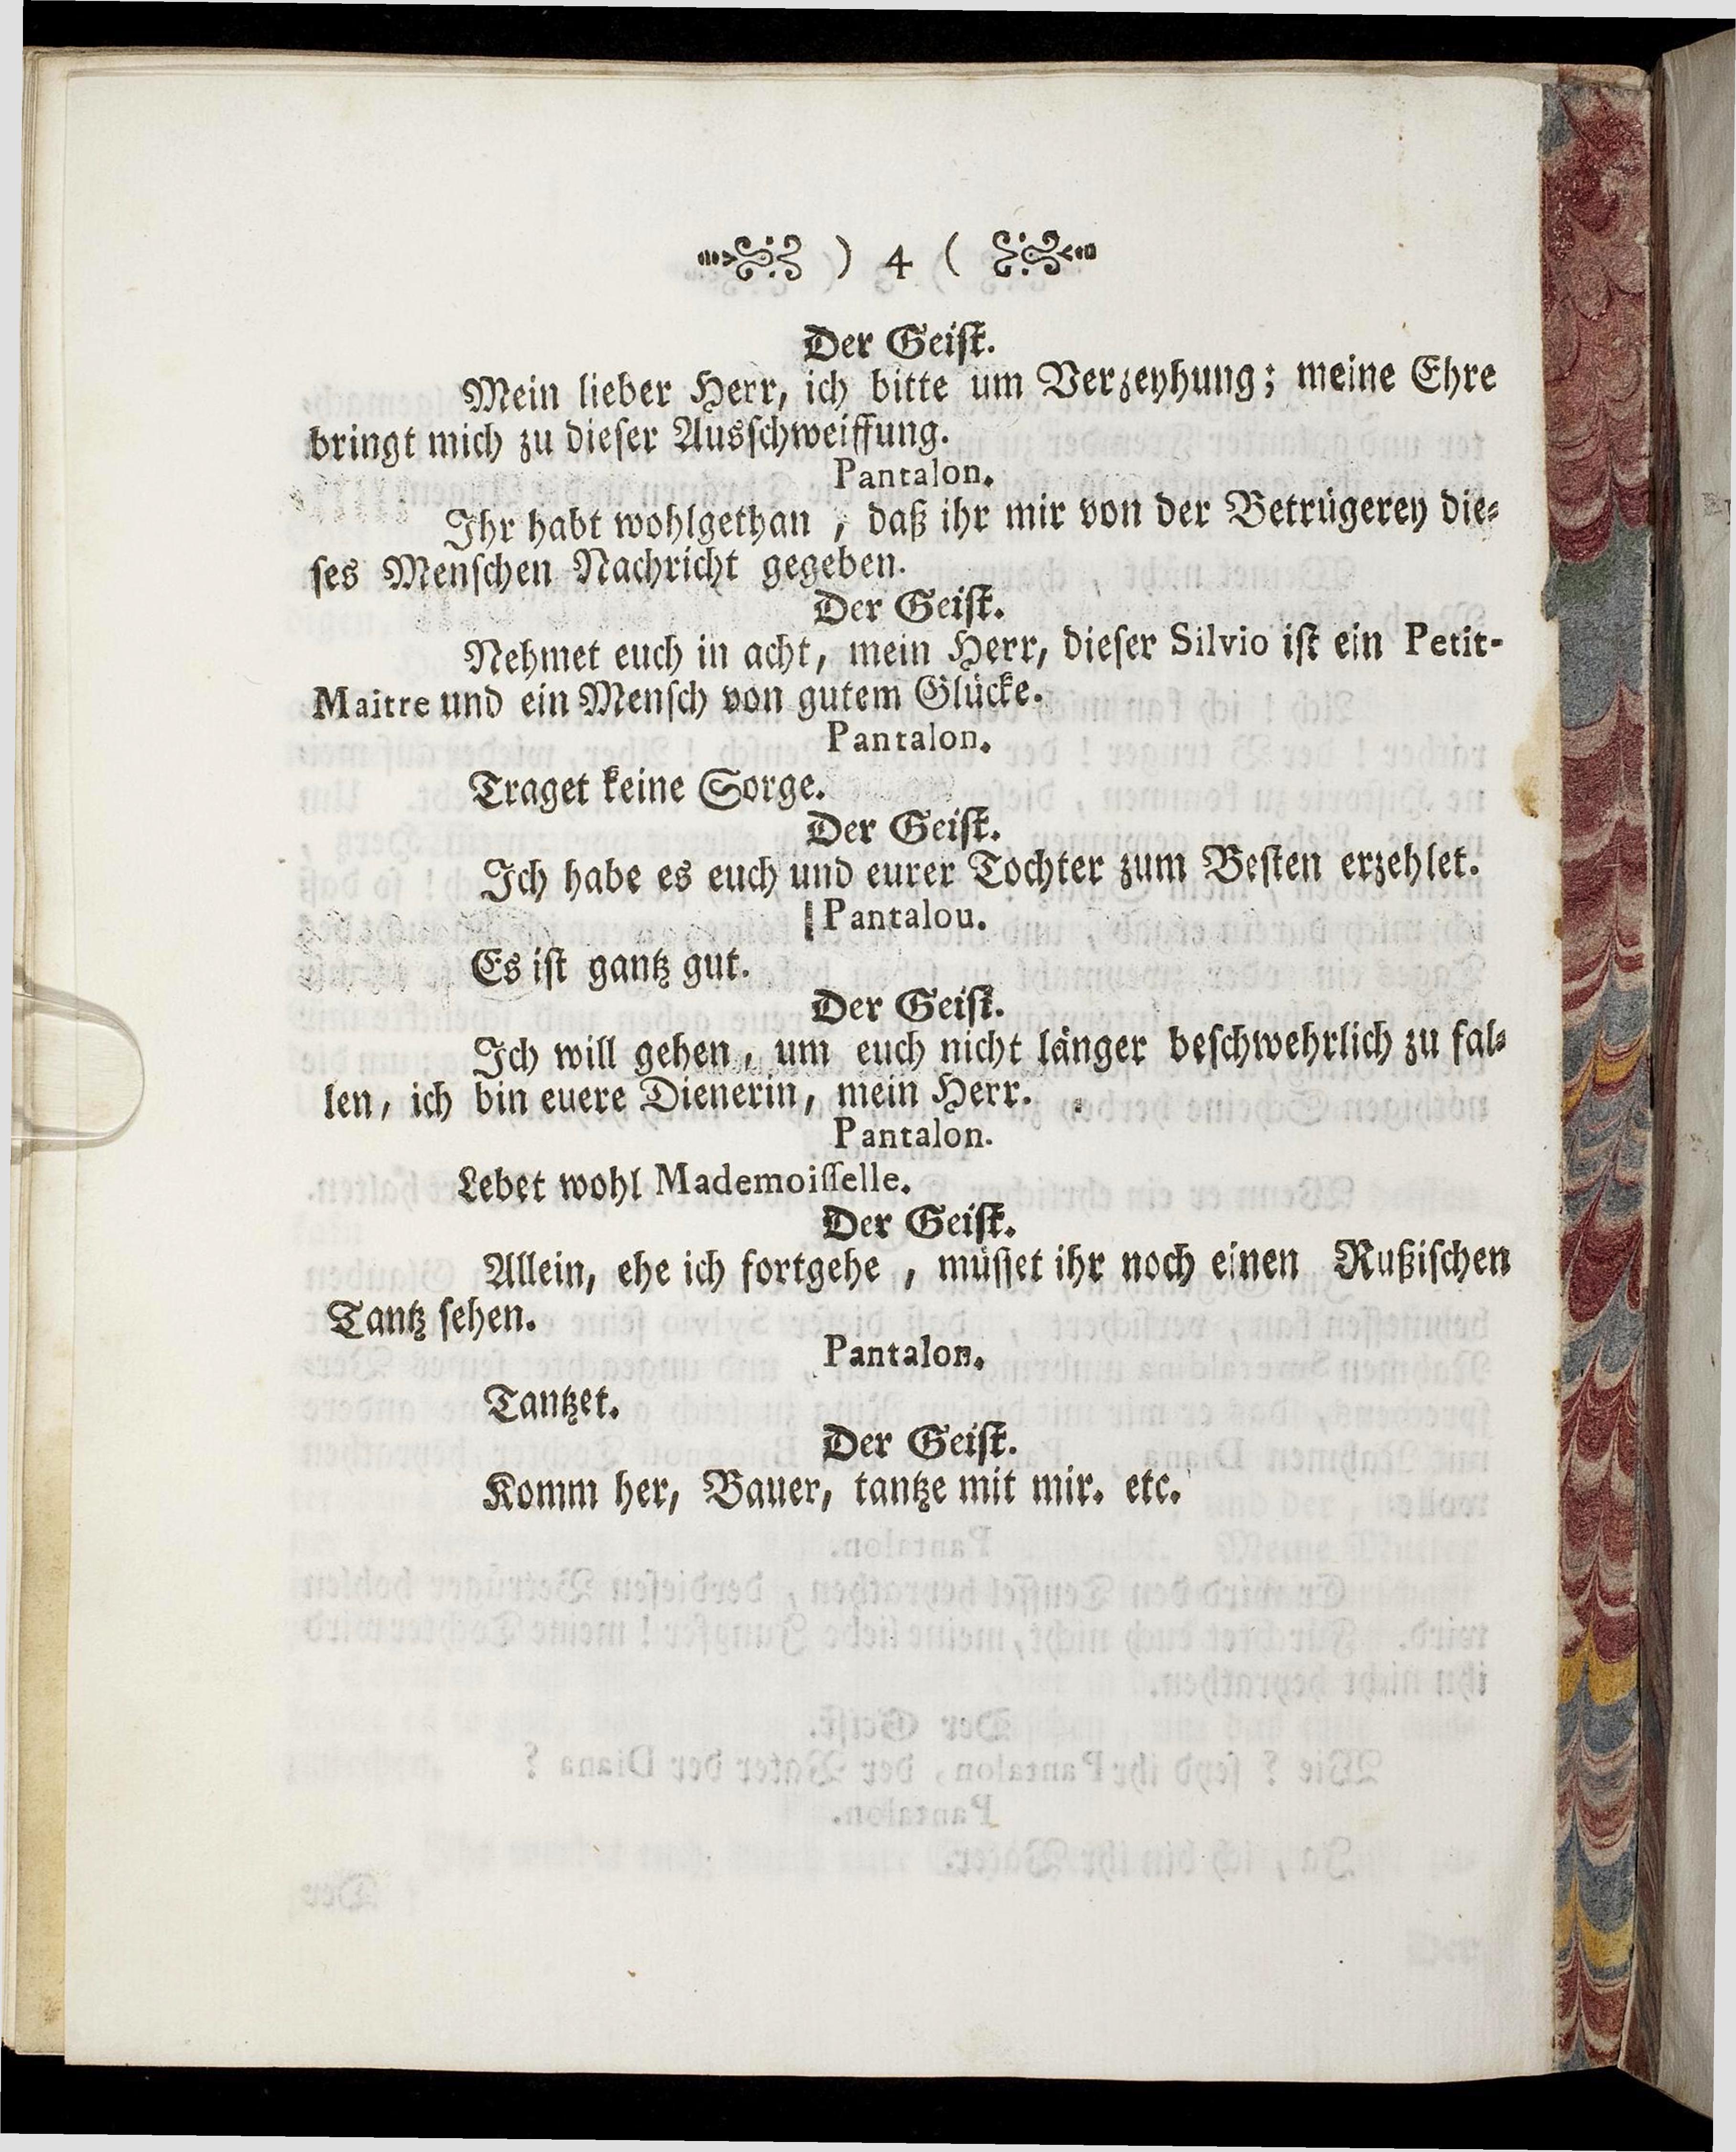 ) 4 (
Der Geiſt.
Mein lieber Herr, ich bitte um Verzeyhung; meine Ehre
bringt mich zu dieſer Ausſchweiffung.
Pantalon.
Ihr habt wohlgethan, daß ihr mir von der Betrügerey die-
ſes Menſchen Nachricht gegeben.
Der Geiſt.
Nehmet euch in acht, mein Herr, dieſer Silvio iſt ein Petit-
Maitre und ein Menſch von gutem Glücke.
Pantalon.
Traget keine Sorge.
Der Geiſt.
Ich habe es euch und eurer Tochter zum Beſten erzehlet.
Pantalou.
Es iſt gantz gut.
Der Geiſt.
Ich will gehen, um euch nicht länger beſchwehrlich zu fal-
len, ich bin euere Dienerin, mein Herr.
Pantalon.
Lebet wohl Mademoiſſelle.
Der Geiſt.
Allein, ehe ich fortgehe, müſſet ihr noch einen Rußiſchen
Tantz ſehen.
Pantalon.
Tantzet.
Der Geiſt.
Komm her, Bauer, tantze mit mir. etc.